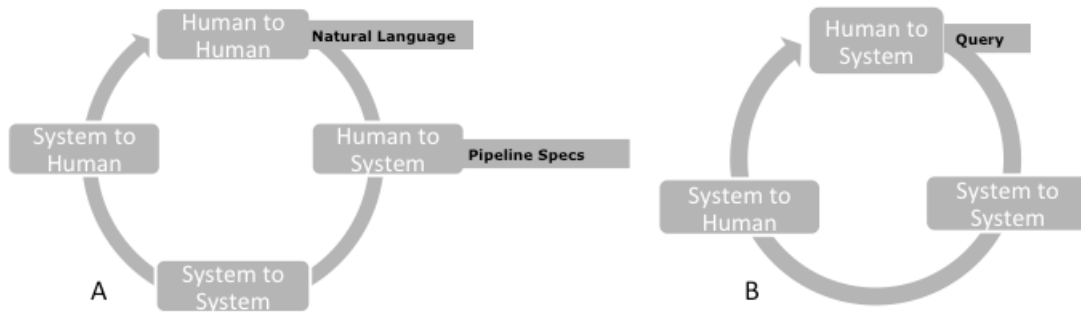 Human to
Human
Natural Language
System to
Human
Human to
System
Pipeline Specs
System to
System
A
Human to
System
Query
System to
Human
System to
System
B